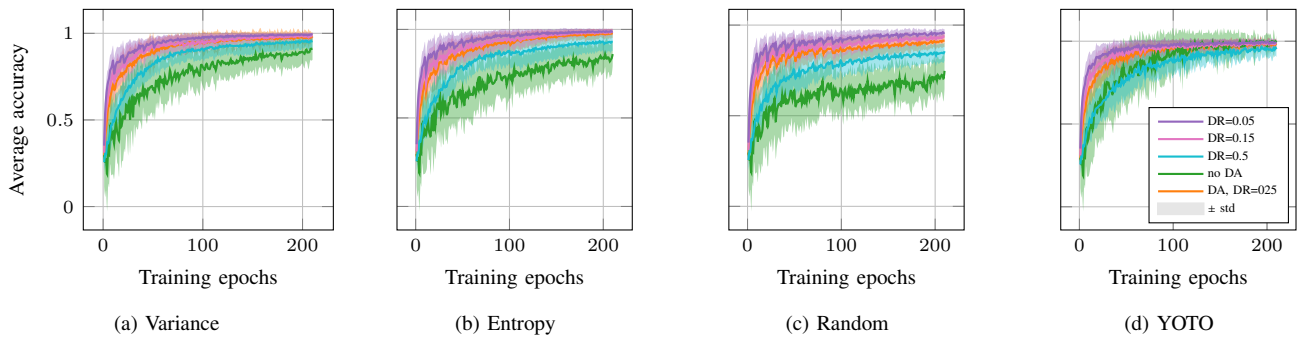 Average accuracy
1
0.5
0
0 100 200
0 100 200
0 100 200
0 100 200
DR=0.05
DR=0.15
DR=0.5
no DA
DA, DR=025
± std
Training epochs
Training epochs
Training epochs
Training epochs
(a) Variance
(b) Entropy
(c) Random
(d) YOTO